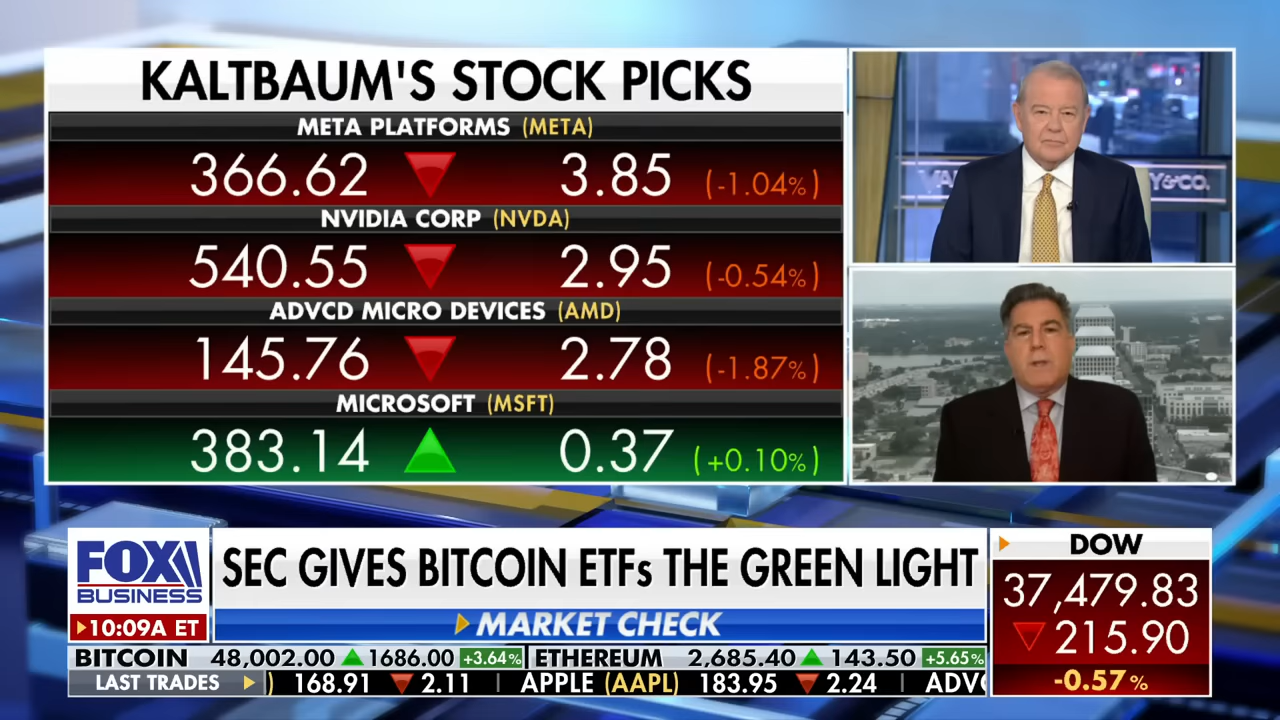 KALTBAUM'S STOCK PICKS
META PLATFORMS (META)
366.62 ▼ 3.85 (-1.04%)
NVIDIA CORP (NVDA)
540.55 ▼ 2.95 (-0.54%)
ADVCD MICRO DEVICES (AMD)
145.76 ▼ 2.78 (-1.87%)
MICROSOFT (MSFT)
383.14 ▲ 0.37 (+0.10%)
VA Y&CO.
FOX BUSINESS
10:09A ET
SEC GIVES BITCOIN ETFs THE GREEN LIGHT
MARKET CHECK
DOW
37,479.83
▼ 215.90
-0.57%
BITCOIN 48,002.00 ▲ 1686.00 +3.64% ETHEREUM 2,685.40 ▲ 143.50 +5.65%
LAST TRADES ) 168.91 ▼ 2.11 | APPLE (AAPL) 183.95 ▼ 2.24 | ADVC